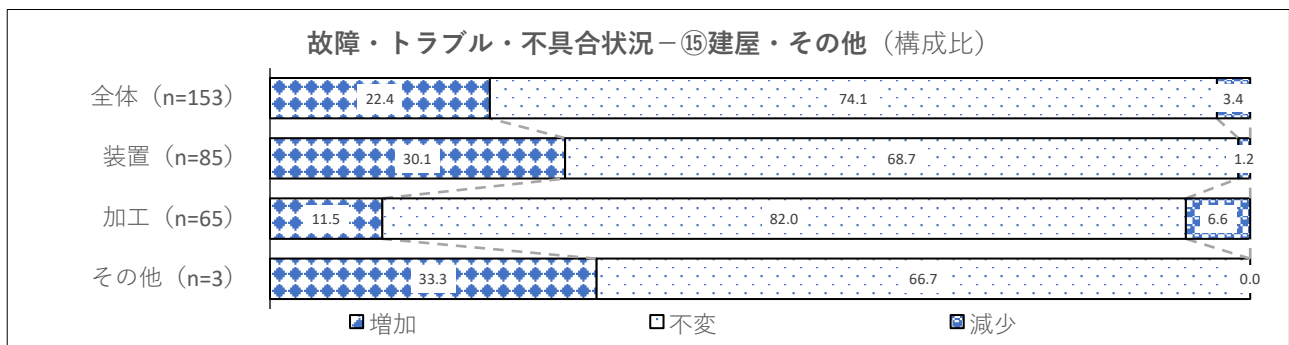 故障・トラブル・不具合状況－⑮建屋・その他（構成比）
全体（n=153） 22.4 74.1 3.4
装置（n=85） 30.1 68.7 1.2
加工（n=65） 11.5 82.0 6.6
その他（n=3） 33.3 66.7 0.0
増加 不変 減少